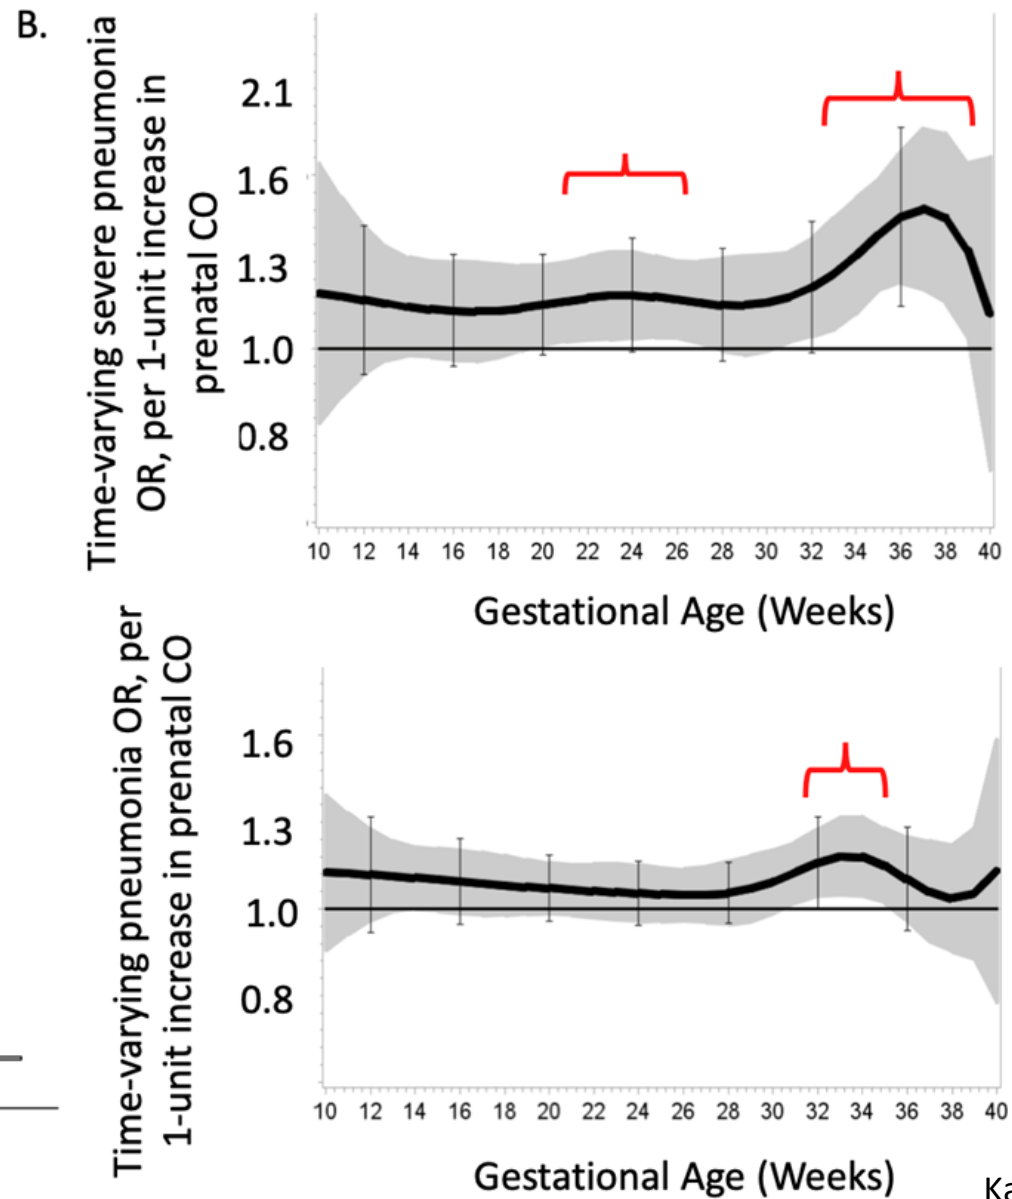 B.
Time-varying severe pneumonia
OR, per 1-unit increase in
prenatal CO
2.1
1.6
1.3
1.0
0.8
10 12 14 16 18 20 22 24 26 28 30 32 34 36 38 40
Gestational Age (Weeks)
Time-varying pneumonia OR, per
1-unit increase in prenatal CO
1.6
1.3
1.0
0.8
10 12 14 16 18 20 22 24 26 28 30 32 34 36 38 40
Gestational Age (Weeks)